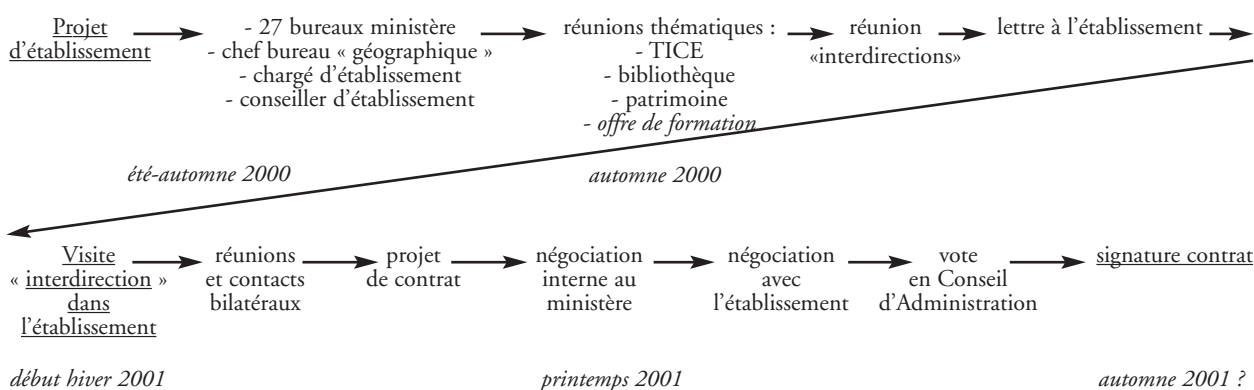 Projet
d'établissement
- 27 bureaux ministère
- chef bureau « géographique »
- chargé d'établissement
- conseiller d'établissement
réunions thématiques :
- TICE
- bibliothèque
- patrimoine
- offre de formation
réunion
«interdirections»
lettre à l'établissement
été-automne 2000
automne 2000
Visite
« interdirection »
dans
l'établissement
réunions
et contacts
bilatéraux
projet
de contrat
négociation
interne au
ministère
négociation
avec
l'établissement
vote
en Conseil
d'Administration
signature contrat
début hiver 2001
printemps 2001
automne 2001 ?